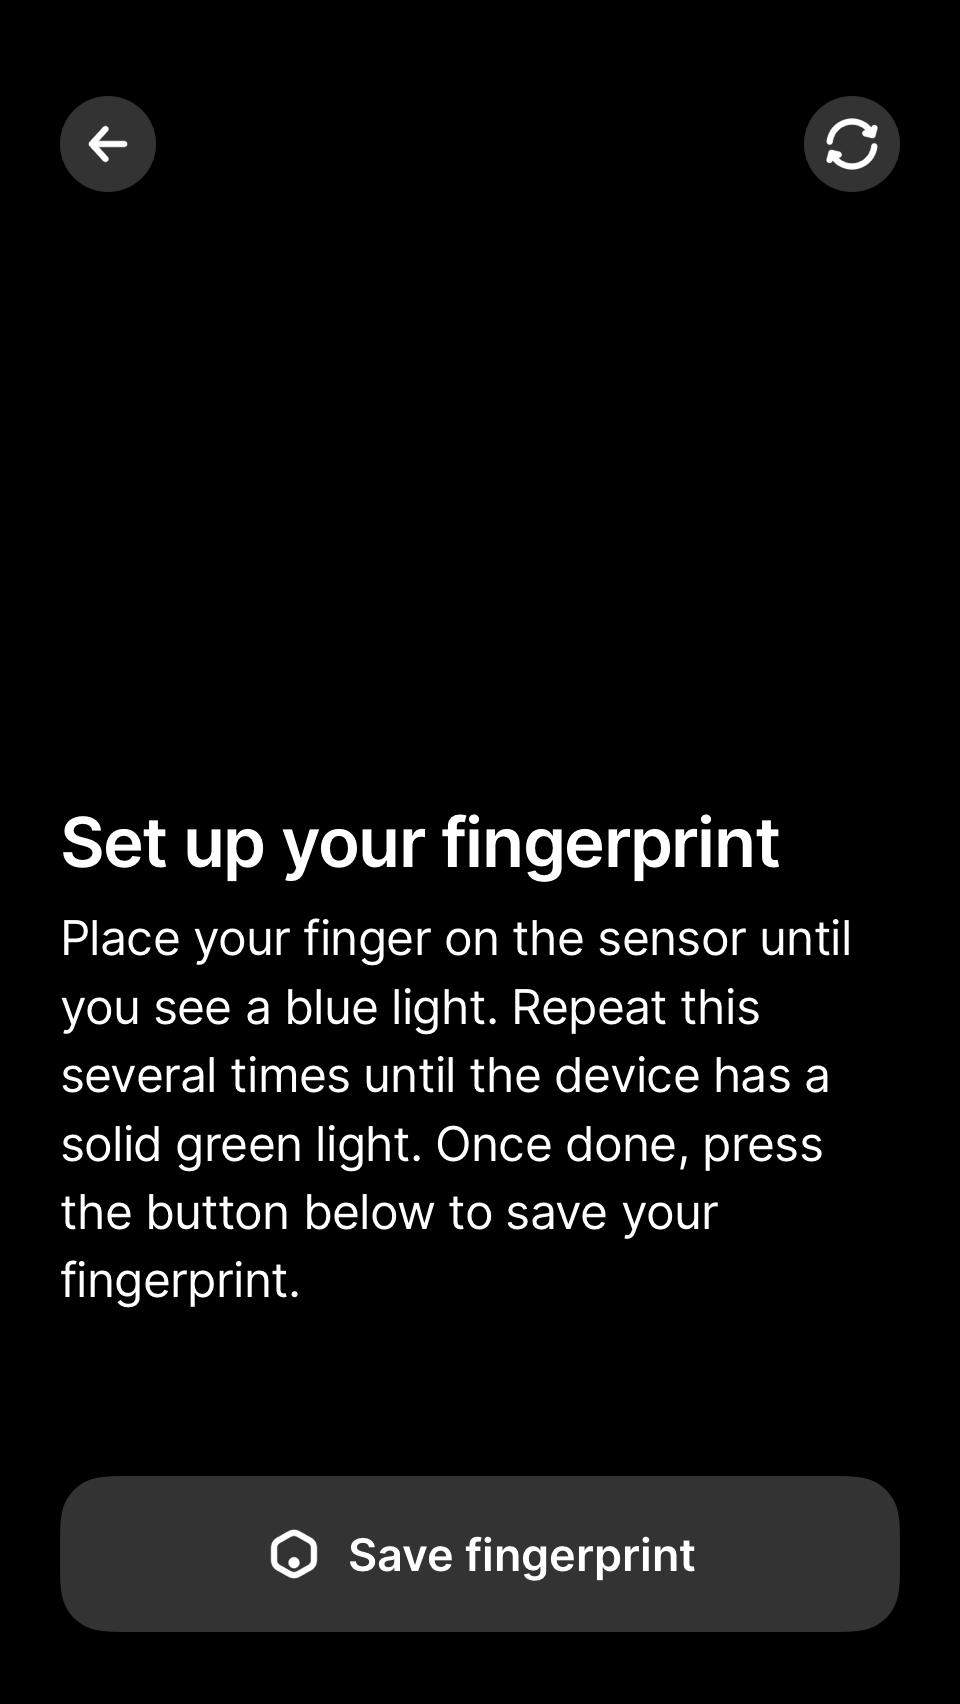 Set up your fingerprint
Place your finger on the sensor until
you see a blue light. Repeat this
several times until the device has a
solid green light. Once done, press
the button below to save your
fingerprint.
Save fingerprint